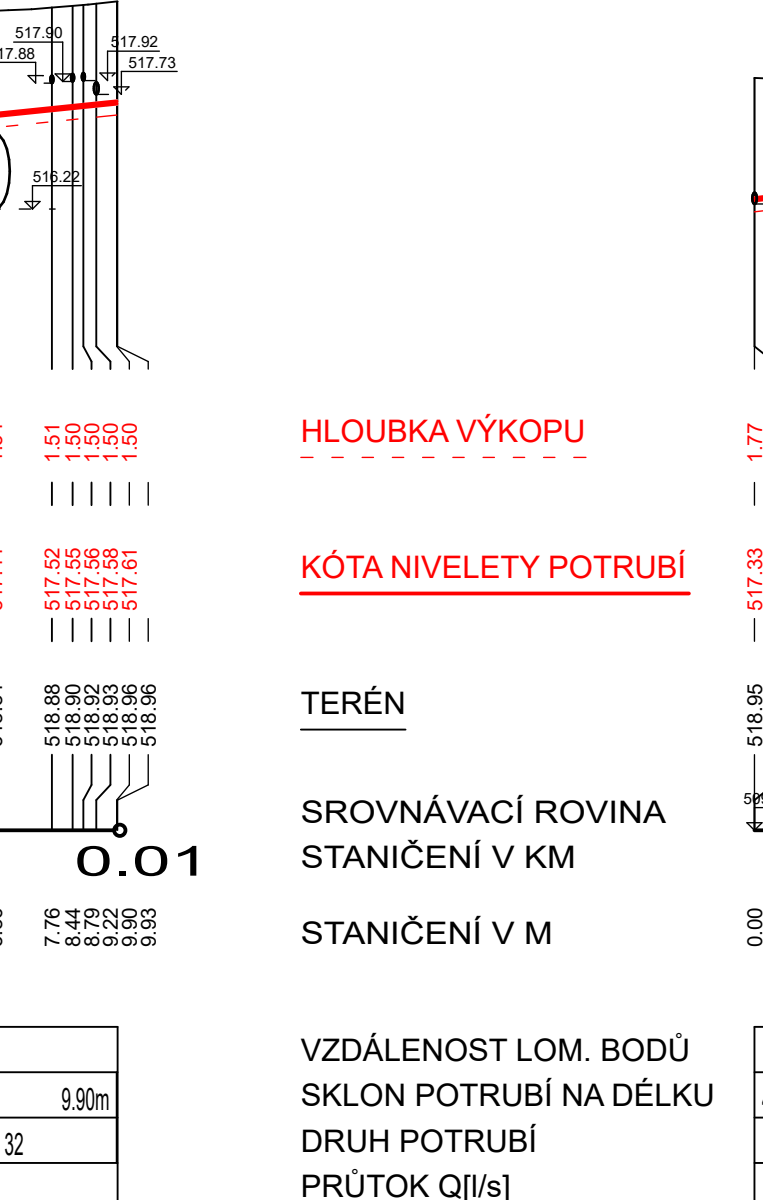 517.90
517.92
517.73
516.22
1.51
1.50
1.50
1.50
1.50
HLOUBKA VÝKOPU
1.77
517.52
517.55
517.56
517.58
517.61
KÓTA NIVELETY POTRUBÍ
517.33
518.88
518.90
518.92
518.93
518.96
518.96
TERÉN
518.95
SROVNÁVACÍ ROVINA
0.01
STANIČENÍ V KM
7.76
8.44
8.79
9.22
9.90
9.93
STANIČENÍ V M
0.00
VZDÁLENOST LOM. BODŮ
9.90m
SKLON POTRUBÍ NA DÉLKU
32
DRUH POTRUBÍ
PRŮTOK Q[l/s]